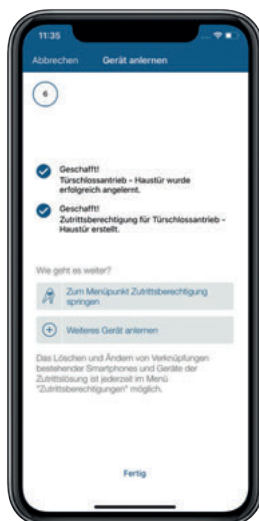 11:35
Abbrechen Gerät anlernen
6
Geschafft!
Türschlossantrieb - Haustür wurde
erfolgreich angelernt.
Geschafft!
Zutrittsberechtigung für Türschlossantrieb -
Haustür erstellt.
Wie geht es weiter?
Zum Menüpunkt Zutrittsberechtigung
springen
Weiteres Gerät anlernen
Das Löschen und Ändern von Verknüpfungen
bestehender Smartphones und Geräte der
Zutrittslösung ist jederzeit im Menü
"Zutrittsberechtigungen" möglich.
Fertig